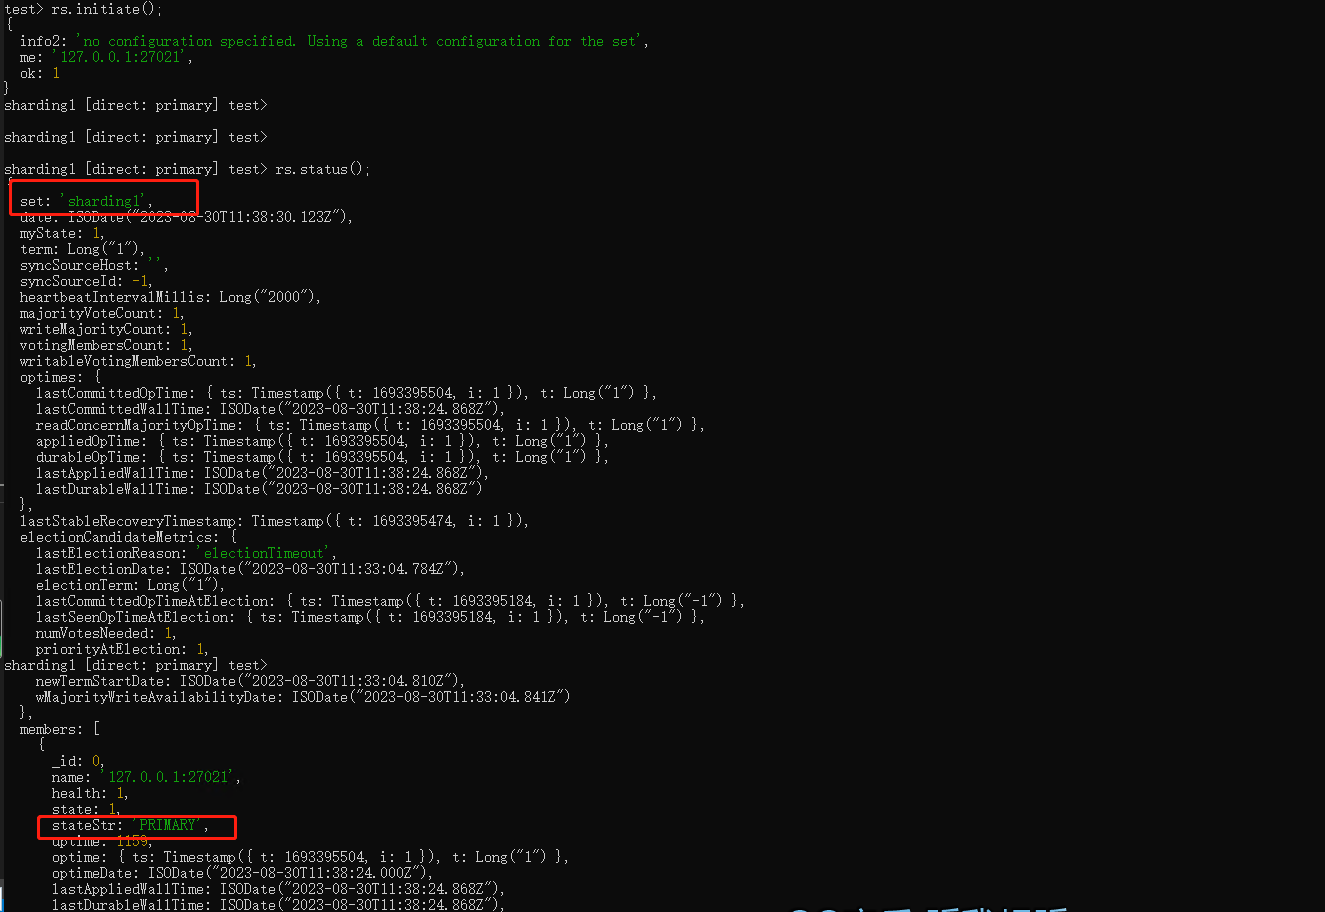 test> rs.initiate();
{
info2: 'no configuration specified. Using a default configuration for the set',
me: '127.0.0.1:27021',
ok: 1
}
sharding1 [direct: primary] test>
sharding1 [direct: primary] test>
sharding1 [direct: primary] test> rs.status();
{
set: 'sharding1',
date: ISODate("2023-08-30T11:38:30.123Z"),
myState: 1,
term: Long("1"),
syncSourceHost: '',
syncSourceId: -1,
heartbeatIntervalMillis: Long("2000"),
majorityVoteCount: 1,
writeMajorityCount: 1,
votingMembersCount: 1,
writableVotingMembersCount: 1,
optimes: {
lastCommittedOpTime: { ts: Timestamp({ t: 1693395504, i: 1 }), t: Long("1") },
lastCommittedWallTime: ISODate("2023-08-30T11:38:24.868Z"),
readConcernMajorityOpTime: { ts: Timestamp({ t: 1693395504, i: 1 }), t: Long("1") },
appliedOpTime: { ts: Timestamp({ t: 1693395504, i: 1 }), t: Long("1") },
durableOpTime: { ts: Timestamp({ t: 1693395504, i: 1 }), t: Long("1") },
lastAppliedWallTime: ISODate("2023-08-30T11:38:24.868Z"),
lastDurableWallTime: ISODate("2023-08-30T11:38:24.868Z")
},
lastStableRecoveryTimestamp: Timestamp({ t: 1693395474, i: 1 }),
electionCandidateMetrics: {
lastElectionReason: 'electionTimeout',
lastElectionDate: ISODate("2023-08-30T11:33:04.784Z"),
electionTerm: Long("1"),
lastCommittedOpTimeAtElection: { ts: Timestamp({ t: 1693395184, i: 1 }), t: Long("-1") },
lastSeenOpTimeAtElection: { ts: Timestamp({ t: 1693395184, i: 1 }), t: Long("-1") },
numVotesNeeded: 1,
priorityAtElection: 1,
sharding1 [direct: primary] test>
newTermStartDate: ISODate("2023-08-30T11:33:04.810Z"),
wMajorityWriteAvailabilityDate: ISODate("2023-08-30T11:33:04.841Z")
},
members: [
{
_id: 0,
name: '127.0.0.1:27021',
health: 1,
state: 1,
stateStr: 'PRIMARY',
uptime: 1159,
optime: { ts: Timestamp({ t: 1693395504, i: 1 }), t: Long("1") },
optimeDate: ISODate("2023-08-30T11:38:24.000Z"),
lastAppliedWallTime: ISODate("2023-08-30T11:38:24.868Z"),
lastDurableWallTime: ISODate("2023-08-30T11:38:24.868Z"),